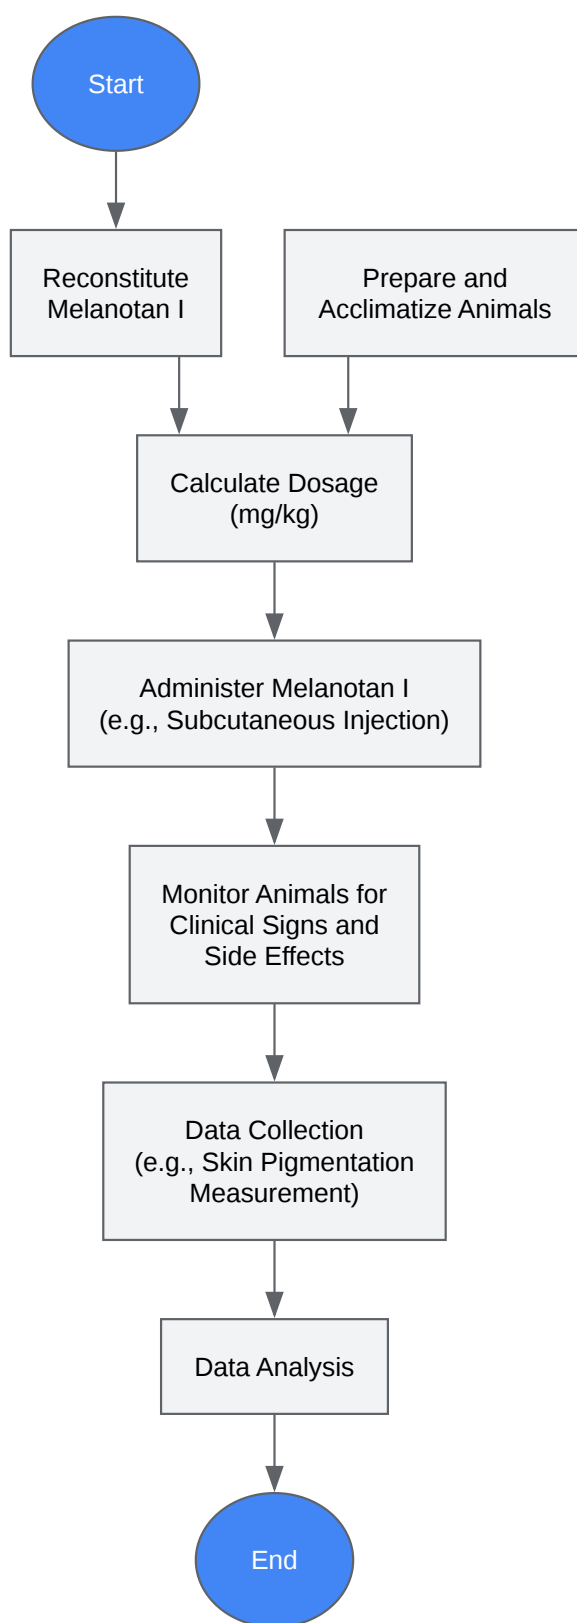 Start
Reconstitute
Melanotan I
Prepare and
Acclimatize Animals
Calculate Dosage
(mg/kg)
Administer Melanotan I
(e.g., Subcutaneous Injection)
Monitor Animals for
Clinical Signs and
Side Effects
Data Collection
(e.g., Skin Pigmentation
Measurement)
Data Analysis
End